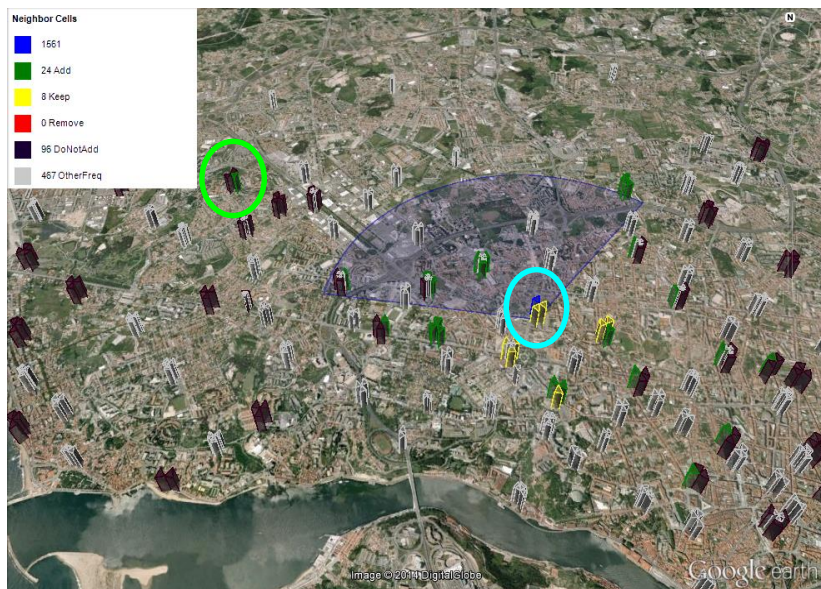 Neighbor Cells
1561
24 Add
8 Keep
0 Remove
96 DoNotAdd
467 OtherFreq
N
Image © 2014 DigitalGlobe
Google earth